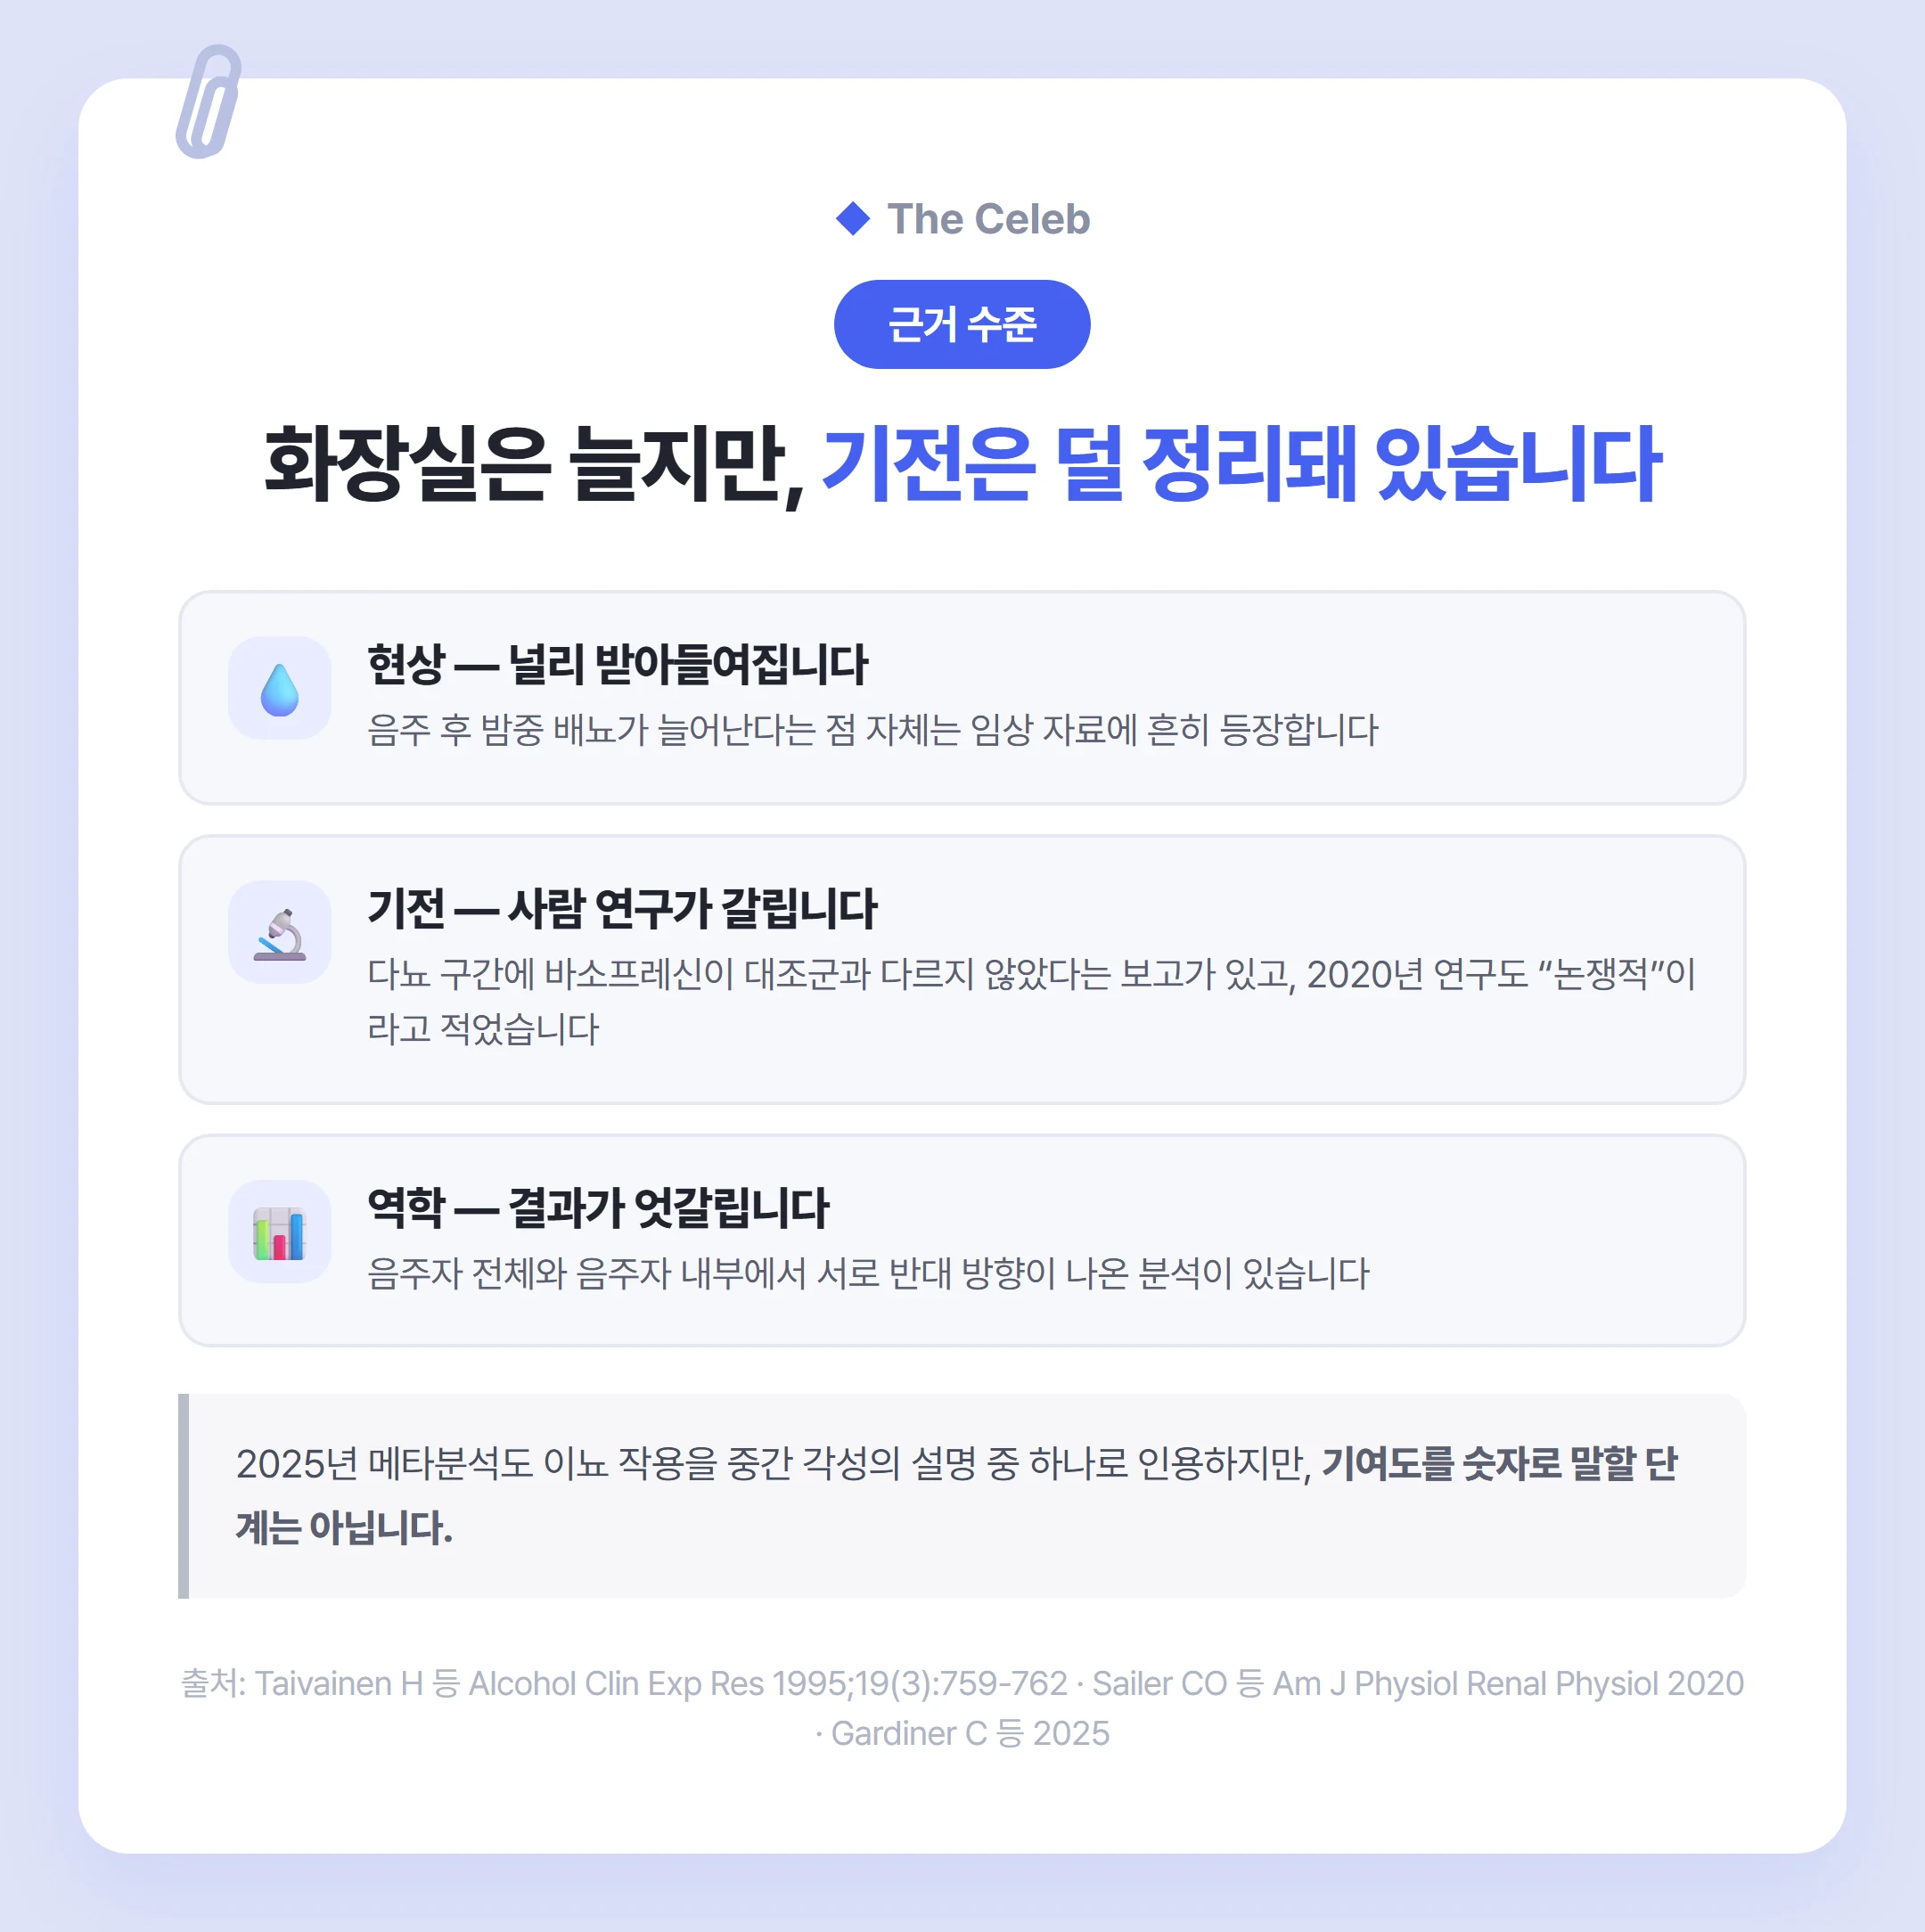 The Celeb
근거 수준
화장실은 늘지만, 기전은 덜 정리돼 있습니다
현상 — 널리 받아들여집니다
음주 후 밤중 배뇨가 늘어난다는 점 자체는 임상 자료에 흔히 등장합니다
기전 — 사람 연구가 갈립니다
다뇨 구간에 바소프레신이 대조군과 다르지 않았다는 보고가 있고, 2020년 연구도 “논쟁적”이
라고 적었습니다
역학 — 결과가 엇갈립니다
음주자 전체와 음주자 내부에서 서로 반대 방향이 나온 분석이 있습니다
2025년 메타분석도 이뇨 작용을 중간 각성의 설명 중 하나로 인용하지만, 기여도를 숫자로 말할 단
계는 아닙니다.
출처: Taivainen H 등 Alcohol Clin Exp Res 1995;19(3):759-762 · Sailer CO 등 Am J Physiol Renal Physiol 2020
· Gardiner C 등 2025